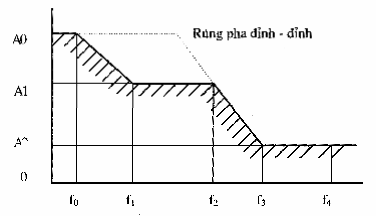 A0
Rung pha đỉnh - đỉnh
A1
A^
0
f₀ f₁ f₂ f₃ f₄